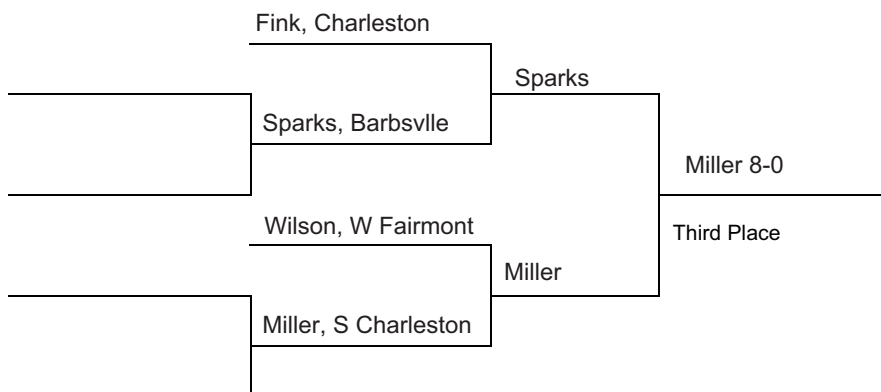 Fink, Charleston
Sparks
Sparks, Barbsvlle
Miller 8-0
Wilson, W Fairmont
Third Place
Miller
Miller, S Charleston